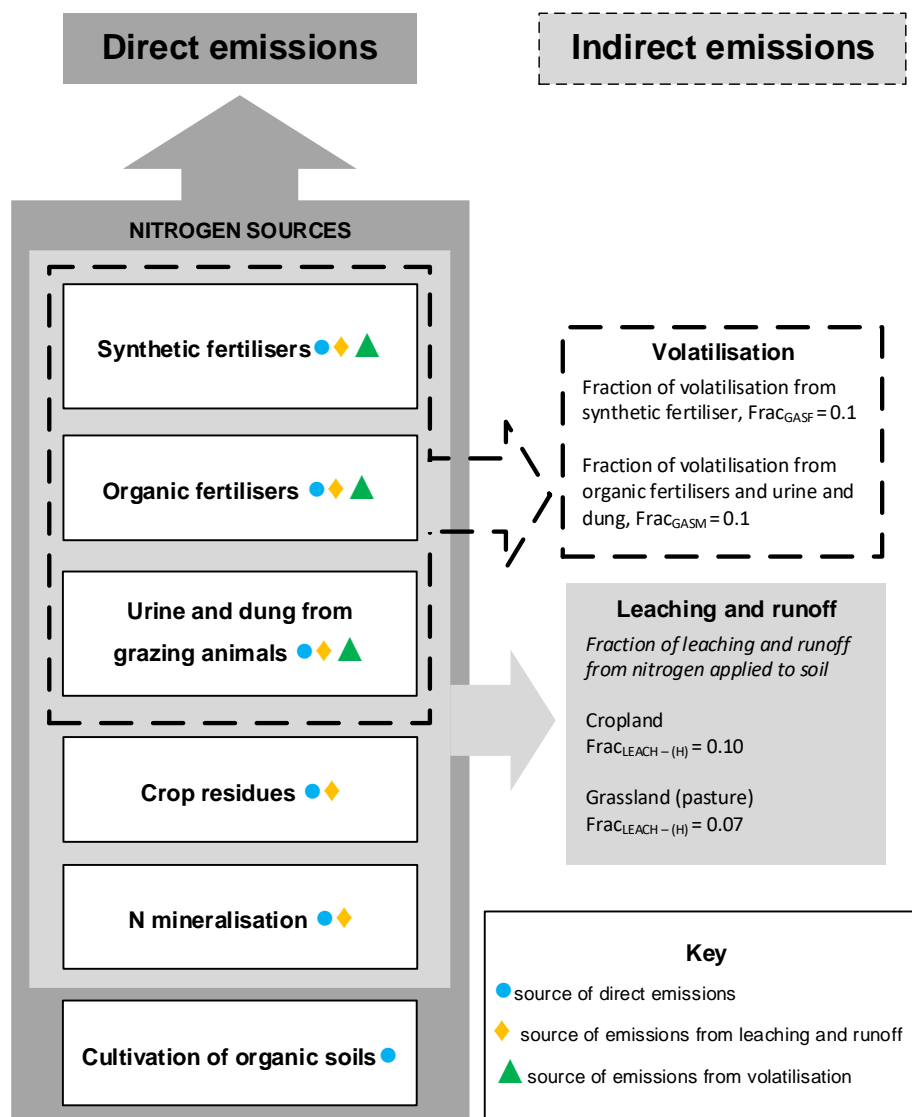 Direct emissions
Indirect emissions
NITROGEN SOURCES
Synthetic fertilisers
Organic fertilisers
Urine and dung from
grazing animals
Crop residues
N mineralisation
Cultivation of organic soils
Volatilisation
Fraction of volatilisation from
synthetic fertiliser, FracGASF = 0.1
Fraction of volatilisation from
organic fertilisers and urine and
dung, FracGASM = 0.1
Leaching and runoff
Fraction of leaching and runoff
from nitrogen applied to soil
Cropland
FracLEACH – (H) = 0.10
Grassland (pasture)
FracLEACH – (H) = 0.07
Key
source of direct emissions
source of emissions from leaching and runoff
source of emissions from volatilisation